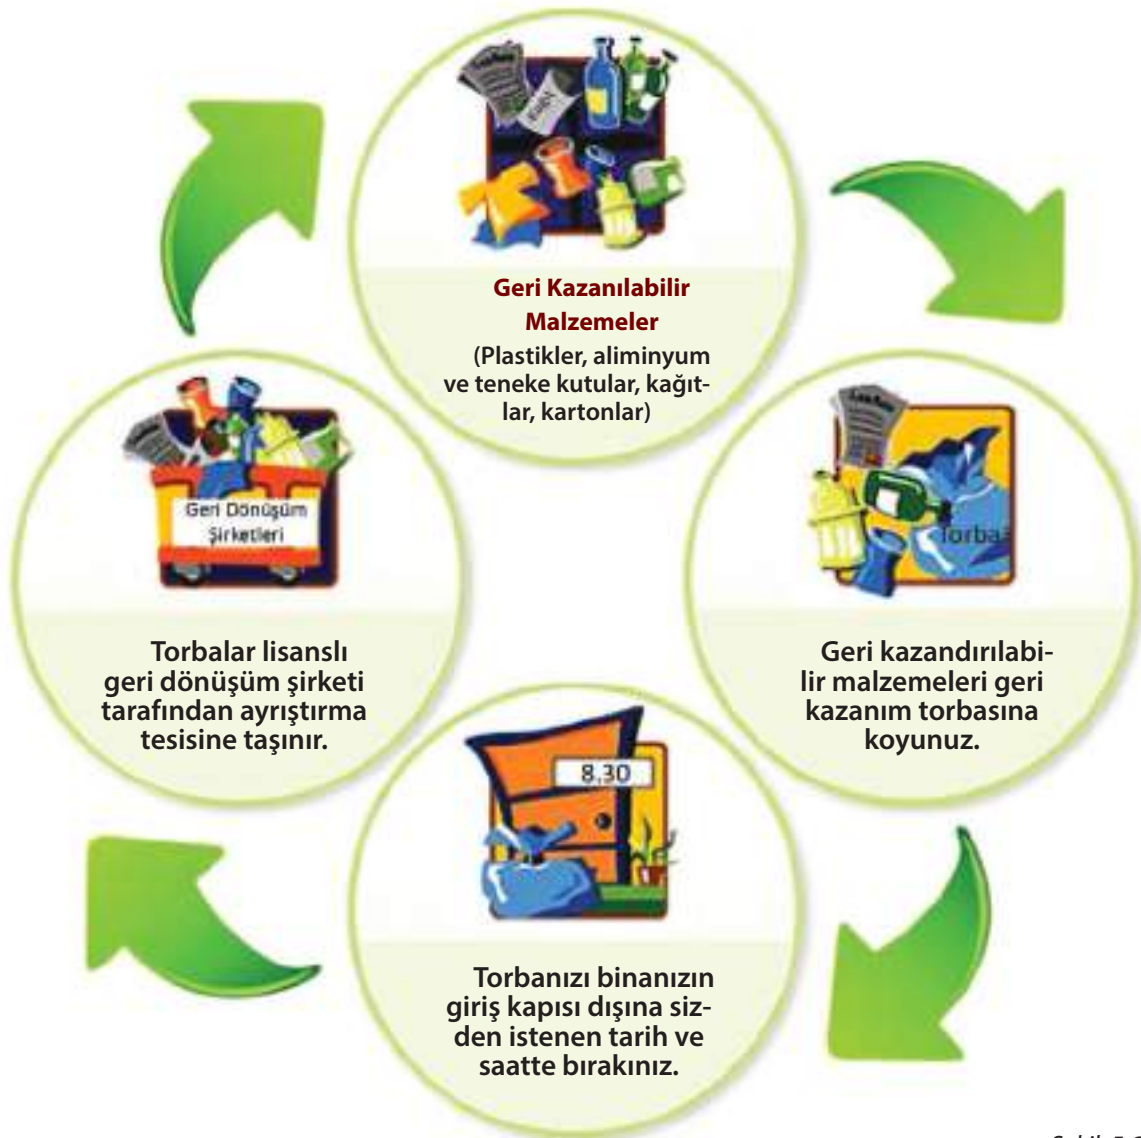 Geri Kazanılabilir
Malzemeler
(Plastikler, aliminyum
ve teneke kutular, kağıt-
lar, kartonlar)
Torba
Geri kazandırılabi-
lir malzemeleri geri
kazanım torbasına
koyunuz.
8.30
Torbanızı binanızın
giriş kapısı dışına siz-
den istenen tarih ve
saatte bırakınız.
Geri Dönüşüm
Şirketleri
Torbalar lisanslı
geri dönüşüm şirketi
tarafından ayrıştırma
tesisine taşınır.